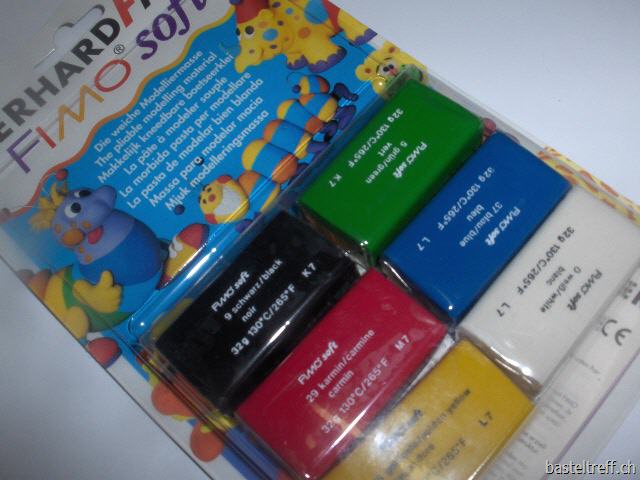 FIMO® soft
Die weiche Modelliermasse
The pliable modelling material
Makkelijk kneedbare boetseerklei
La pâte à modeler souple
La morbida pasta per modellare
La pasta de modelar bien blanda
Massa para modelar macia
Mjuk modelleringsmassa
FIMO soft
5 grün/green
vert
32g 130°C/265°F K7
FIMO soft
37 blau/blue
bleu
32g 130°C/265°F L7
FIMO soft
0 weiß/white
blanc
32g 130°C/265°F L7
FIMO soft
9 schwarz/black
noir
32g 130°C/265°F K7
FIMO soft
29 karmin/carmine
carmin
32g 130°C/265°F M7
FIMO soft
yellow
L7
basteltreff.ch